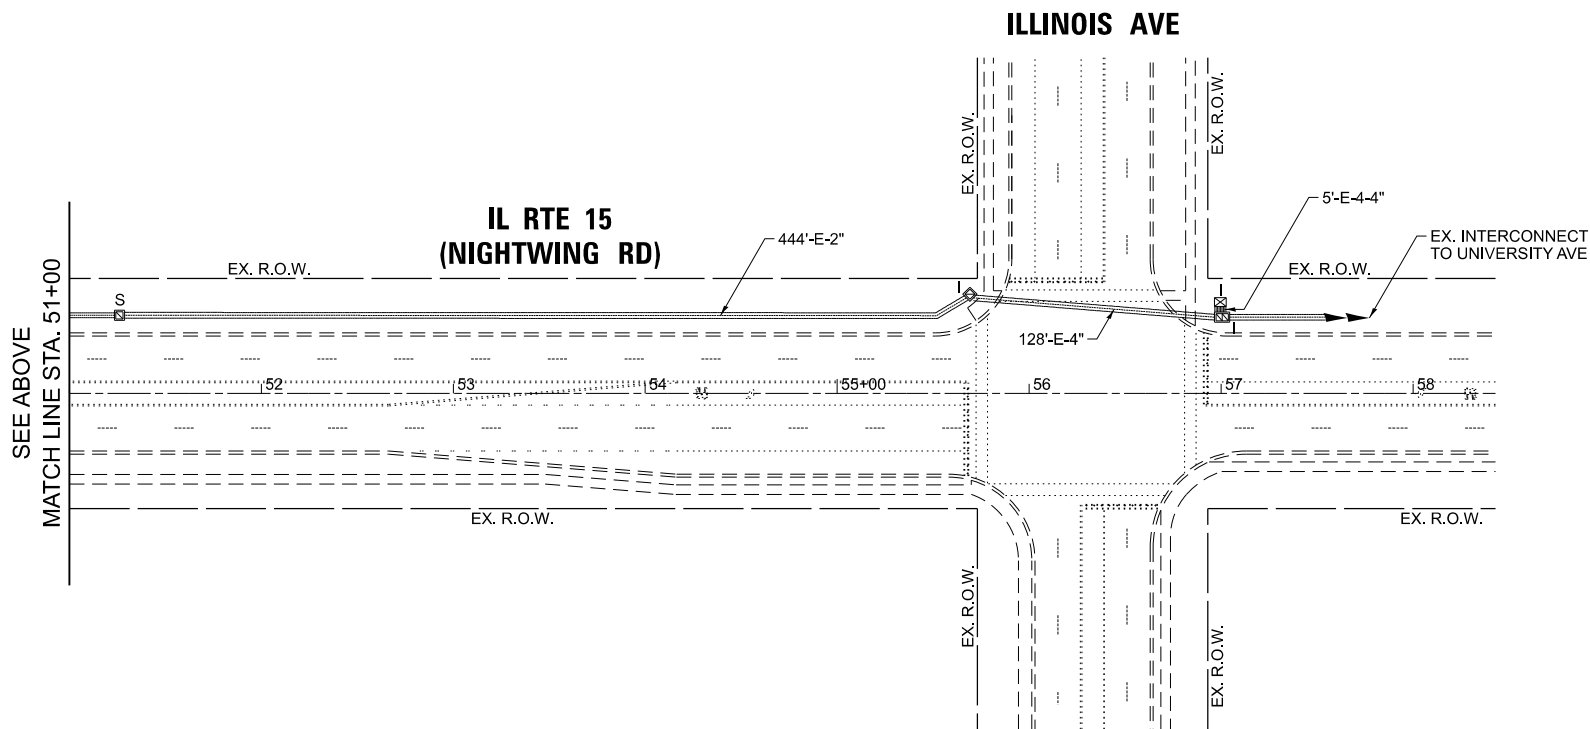 ILLINOIS AVE
EX. R.O.W.
EX. R.O.W.
5'-E-4-4"
IL RTE 15
(NIGHTWING RD)
444'-E-2"
EX. INTERCONNECT
TO UNIVERSITY AVE
EX. R.O.W.
EX. R.O.W.
SEE ABOVE
MATCH LINE STA. 51+00
S
I
I
I
128'-E-4"
52
53
54
55+00
56
57
58
EX. R.O.W.
EX. R.O.W.
EX. R.O.W.
EX. R.O.W.